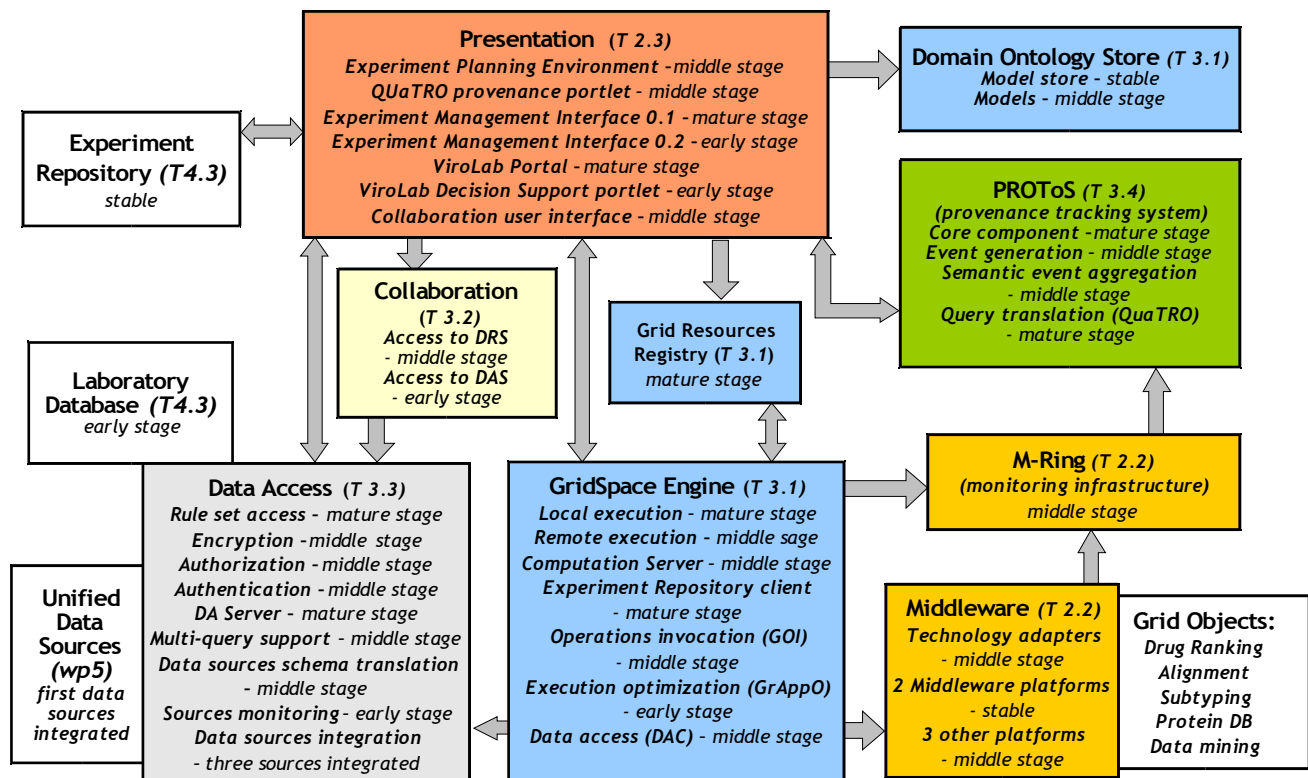 Presentation (T 2.3)
Experiment Planning Environment – middle stage
QUaTRO provenance portlet – middle stage
Experiment Management Interface 0.1 – mature stage
Experiment Management Interface 0.2 – early stage
ViroLab Portal – mature stage
ViroLab Decision Support portlet – early stage
Collaboration user interface – middle stage
Domain Ontology Store (T 3.1)
Model store – stable
Models – middle stage
Experiment
Repository (T4.3)
stable
PROToS (T 3.4)
(provenance tracking system)
Core component – mature stage
Event generation – middle stage
Semantic event aggregation
- middle stage
Query translation (QuaTRO)
- mature stage
Collaboration
(T 3.2)
Access to DRS
- middle stage
Access to DAS
- early stage
Grid Resources
Registry (T 3.1)
mature stage
Laboratory
Database (T4.3)
early stage
Data Access (T 3.3)
Rule set access – mature stage
Encryption – middle stage
Authorization – middle stage
Authentication – middle stage
DA Server – mature stage
Multi-query support – middle stage
Data sources schema translation
- middle stage
Sources monitoring – early stage
Data sources integration
- three sources integrated
GridSpace Engine (T 3.1)
Local execution – mature stage
Remote execution – middle sage
Computation Server – middle stage
Experiment Repository client
- mature stage
Operations invocation (GOI)
- middle stage
Execution optimization (GrAppO)
- early stage
Data access (DAC) – middle stage
M-Ring (T 2.2)
(monitoring infrastructure)
middle stage
Unified
Data
Sources
(wp5)
first data
sources
integrated
Middleware (T 2.2)
Technology adapters
- middle stage
2 Middleware platforms
- stable
3 other platforms
- middle stage
Grid Objects:
Drug Ranking
Alignment
Subtyping
Protein DB
Data mining